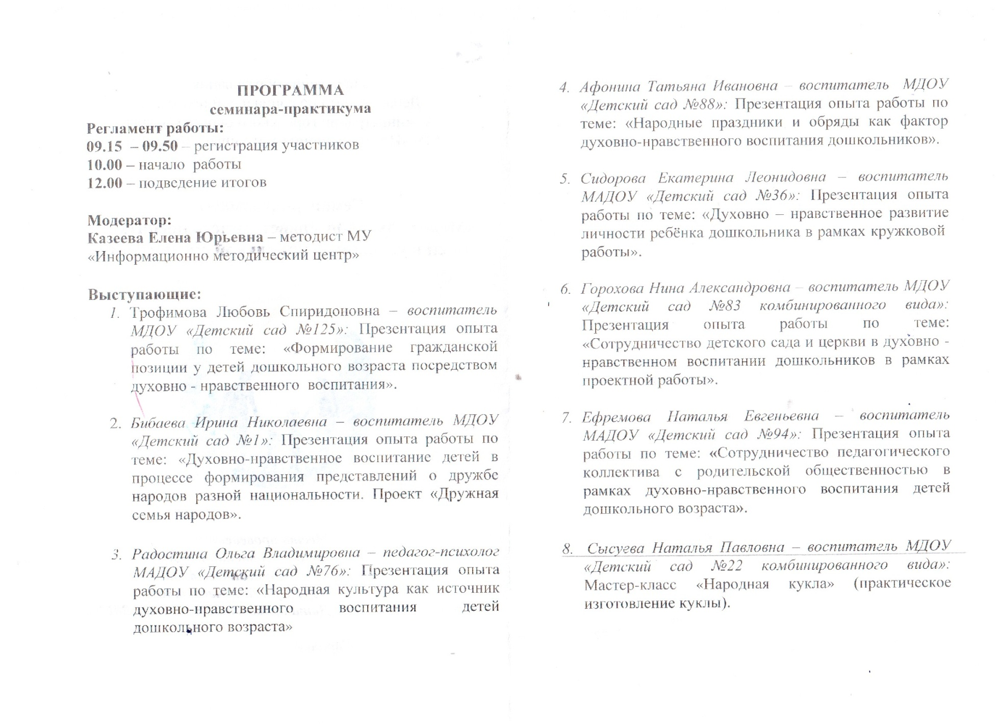 ПРОГРАММА
семинара-практикума
Регламент работы:
09.15 – 09.50 – регистрация участников
10.00 – начало работы
12.00 – подведение итогов
Модератор:
Казеева Елена Юрьевна – методист МУ
«Информационно методический центр»
Выступающие:
1. Трофимова Любовь Спиридоновна – воспитатель
МДОУ «Детский сад №125»: Презентация опыта
работы по теме: «Формирование гражданской
позиции у детей дошкольного возраста посредством
духовно - нравственного воспитания».
2. Бибаева Ирина Николаевна – воспитатель МДОУ
«Детский сад №1»: Презентация опыта работы по
теме: «Духовно-нравственное воспитание детей в
процессе формирования представлений о дружбе
народов разной национальности. Проект «Дружная
семья народов».
3. Радостина Ольга Владимировна – педагог-психолог
МАДОУ «Детский сад №76»: Презентация опыта
работы по теме: «Народная культура как источник
духовно-нравственного воспитания детей
дошкольного возраста»
4. Афонина Татьяна Ивановна – воспитатель МДОУ
«Детский сад №88»: Презентация опыта работы по
теме: «Народные праздники и обряды как фактор
духовно-нравственного воспитания дошкольников».
5. Сидорова Екатерина Леонидовна – воспитатель
МАДОУ «Детский сад №36»: Презентация опыта
работы по теме: «Духовно – нравственное развитие
личности ребёнка дошкольника в рамках кружковой
работы».
6. Горохова Нина Александровна – воспитатель МДОУ
«Детский сад №83 комбинированного вида»:
Презентация опыта работы по теме:
«Сотрудничество детского сада и церкви в духовно -
нравственном воспитании дошкольников в рамках
проектной работы».
7. Ефремова Наталья Евгеньевна – воспитатель
МАДОУ «Детский сад №94»: Презентация опыта
работы по теме: «Сотрудничество педагогического
коллектива с родительской общественностью в
рамках духовно-нравственного воспитания детей
дошкольного возраста».
8. Сысуева Наталья Павловна – воспитатель МДОУ
«Детский сад №22 комбинированного вида»:
Мастер-класс «Народная кукла» (практическое
изготовление куклы).